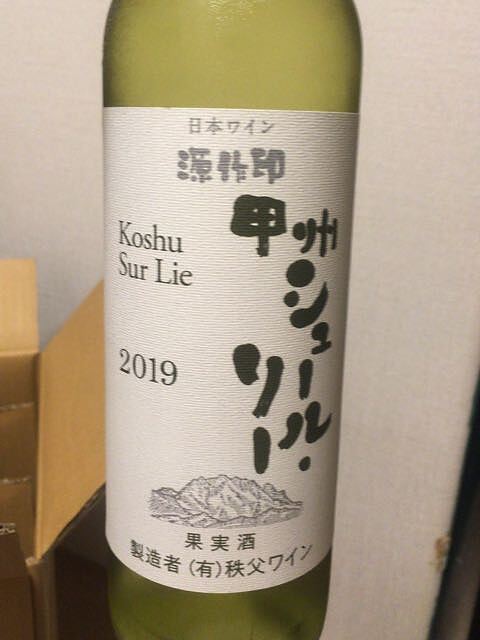 日本ワイン
源作印
Koshu
Sur Lie
2019
甲州シュール・リー
果実酒
製造者 (有)秩父ワイン